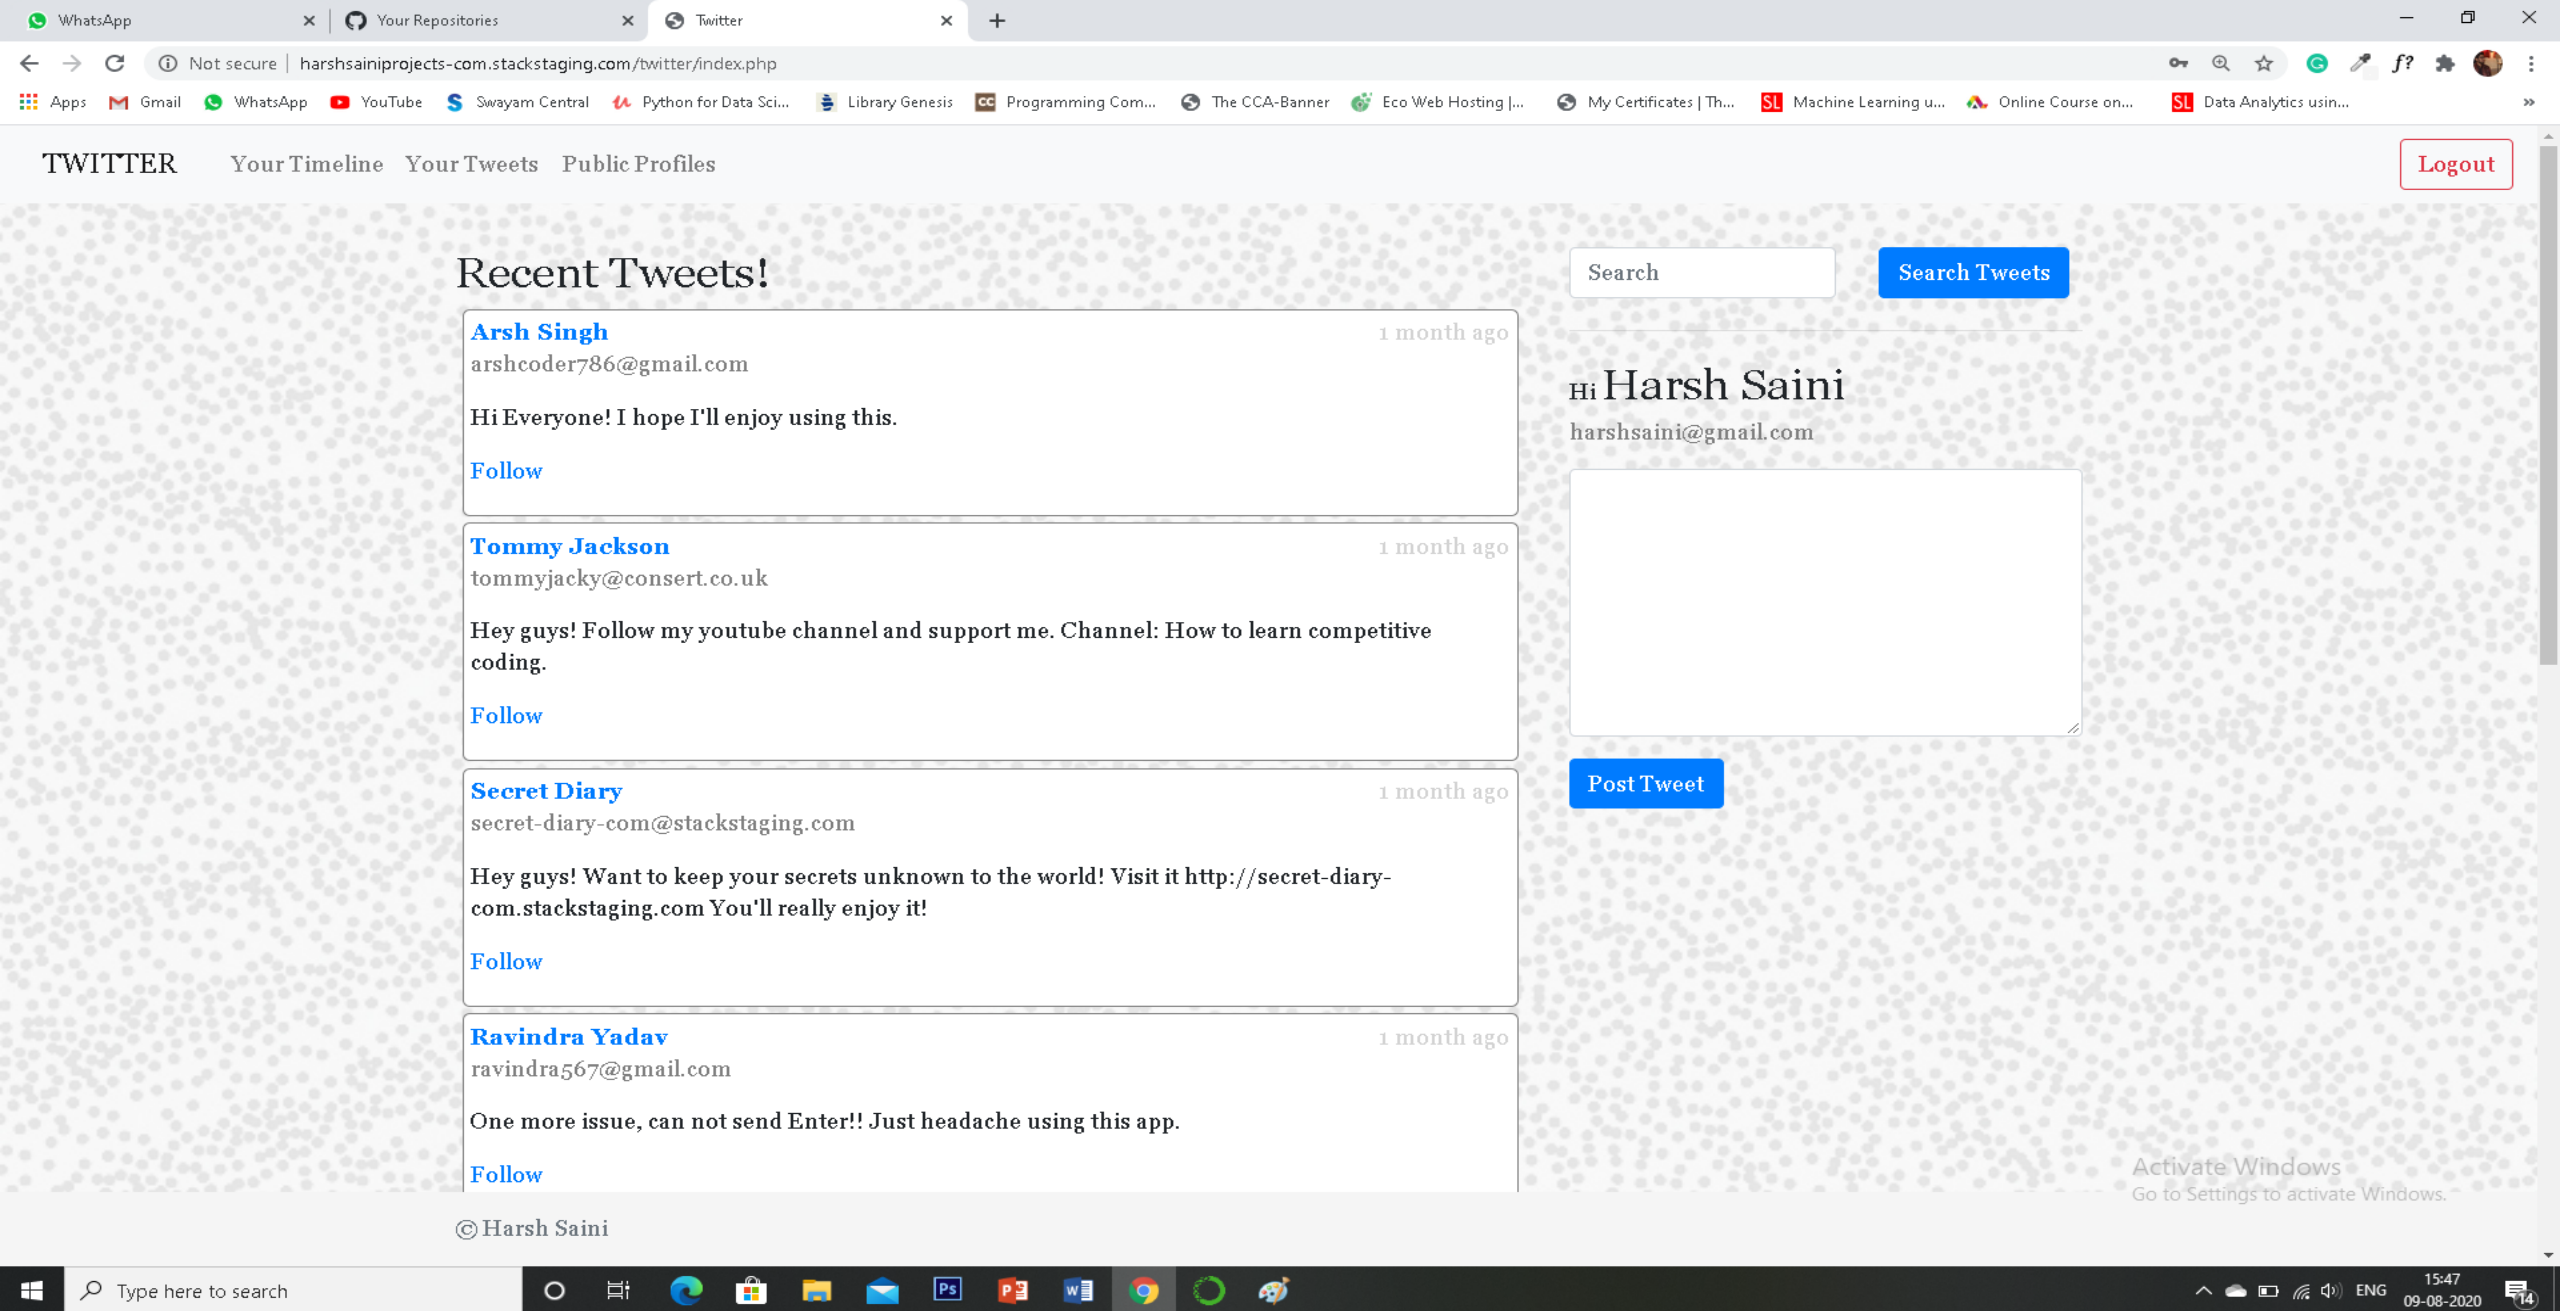 WhatsApp
Your Repositories
Twitter
Not secure | harshsainiprojects-com.stackstaging.com/twitter/index.php
f?
Apps
Gmail
WhatsApp
YouTube
Swayam Central
Python for Data Sci...
Library Genesis
CC Programming Com...
The CCA-Banner
Eco Web Hosting |...
My Certificates | Th...
SL Machine Learning u...
Online Course on...
SL Data Analytics usin...
TWITTER
Your Timeline
Your Tweets
Public Profiles
Logout
Recent Tweets!
Arsh Singh
1 month ago
arshcoder786@gmail.com
Hi Everyone! I hope I'll enjoy using this.
Follow
Tommy Jackson
1 month ago
tommyjacky@consert.co.uk
Hey guys! Follow my youtube channel and support me. Channel: How to learn competitive
coding.
Follow
Secret Diary
1 month ago
secret-diary-com@stackstaging.com
Hey guys! Want to keep your secrets unknown to the world! Visit it http://secret-diary-
com.stackstaging.com You'll really enjoy it!
Follow
Ravindra Yadav
1 month ago
ravindra567@gmail.com
One more issue, can not send Enter!! Just headache using this app.
Follow
Search
Search Tweets
Hi Harsh Saini
harshsaini@gmail.com
Post Tweet
Activate Windows
Go to Settings to activate Windows.
© Harsh Saini
Type here to search
Ps
ENG
15:47
09-08-2020
14